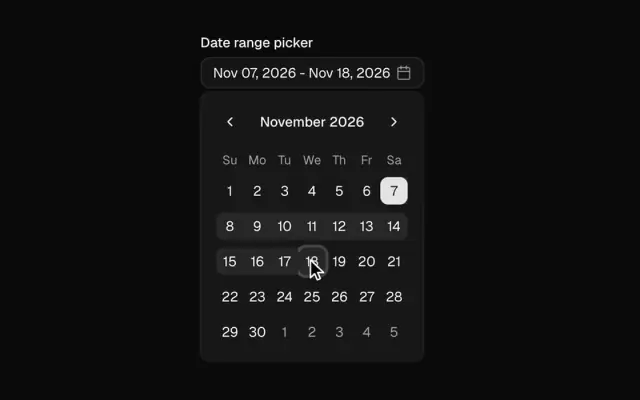 Date range picker
Nov 07, 2026 - Nov 18, 2026
November 2026
Su Mo Tu We Th Fr Sa
1 2 3 4 5 6 7
8 9 10 11 12 13 14
15 16 17 18 19 20 21
22 23 24 25 26 27 28
29 30 1 2 3 4 5